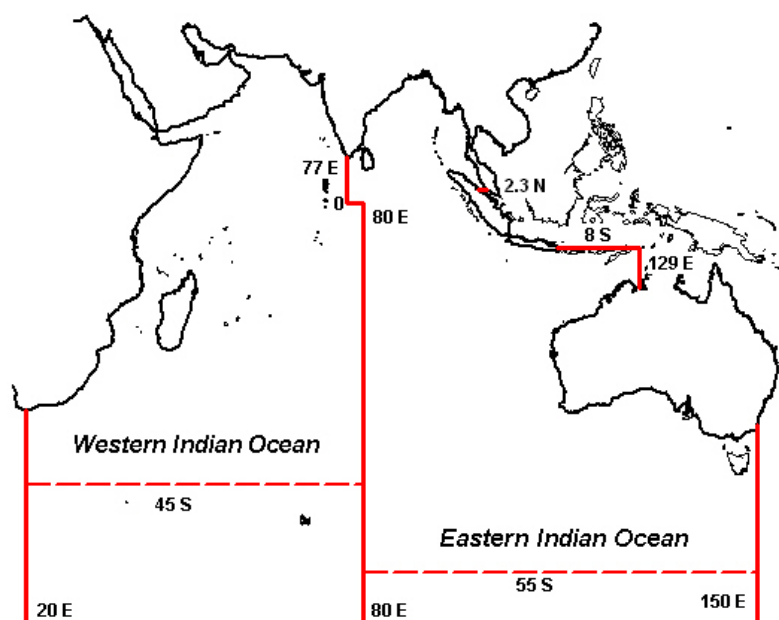 77 E
2.3 N
0
80 E
8 S
129 E
Western Indian Ocean
45 S
Eastern Indian Ocean
55 S
20 E
80 E
150 E